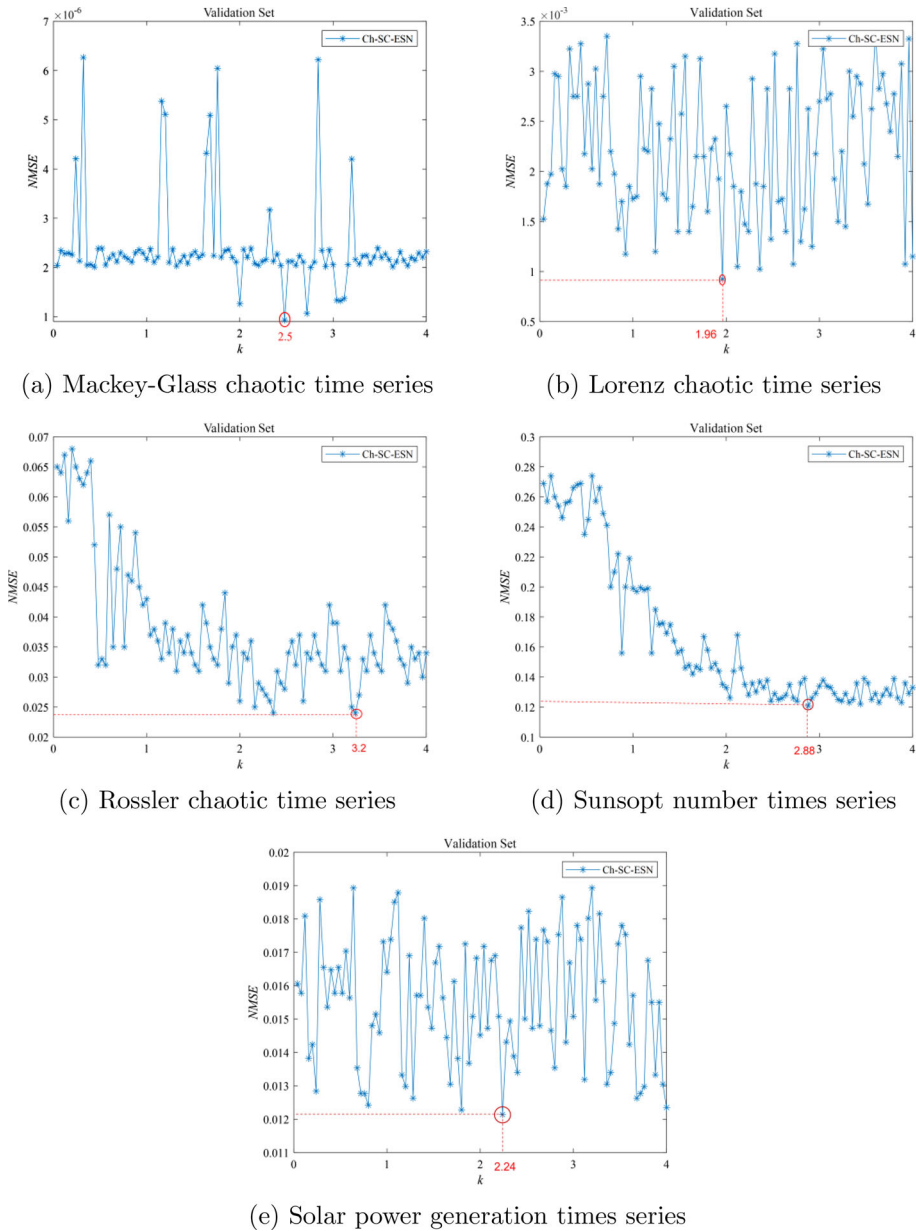 Validation Set
7 ×10⁻⁶
Ch-SC-ESN
6
5
4
3
2
1
NMSE
0 1 2 3 4
2.5
k
(a) Mackey-Glass chaotic time series
Validation Set
3.5 ×10⁻³
Ch-SC-ESN
3
2.5
2
1.5
1
0.5
NMSE
0 1 2 3 4
1.96
k
(b) Lorenz chaotic time series
Validation Set
0.07
Ch-SC-ESN
0.065
0.06
0.055
0.05
0.045
0.04
0.035
0.03
0.025
0.02
NMSE
0 1 2 3 4
3.2
k
(c) Rossler chaotic time series
Validation Set
0.3
Ch-SC-ESN
0.28
0.26
0.24
0.22
0.2
0.18
0.16
0.14
0.12
0.1
NMSE
0 1 2 3 4
2.88
k
(d) Sunsopt number times series
Validation Set
0.02
Ch-SC-ESN
0.019
0.018
0.017
0.016
0.015
0.014
0.013
0.012
0.011
NMSE
0 1 2 3 4
2.24
k
(e) Solar power generation times series